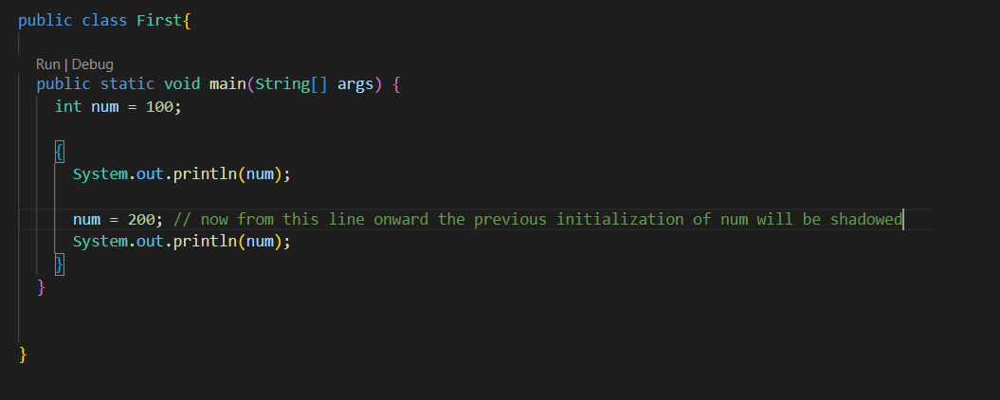 public class First{
Run | Debug
public static void main(String[] args) {
int num = 100;
{
System.out.println(num);
num = 200; // now from this line onward the previous initialization of num will be shadowed
System.out.println(num);
}
}
}